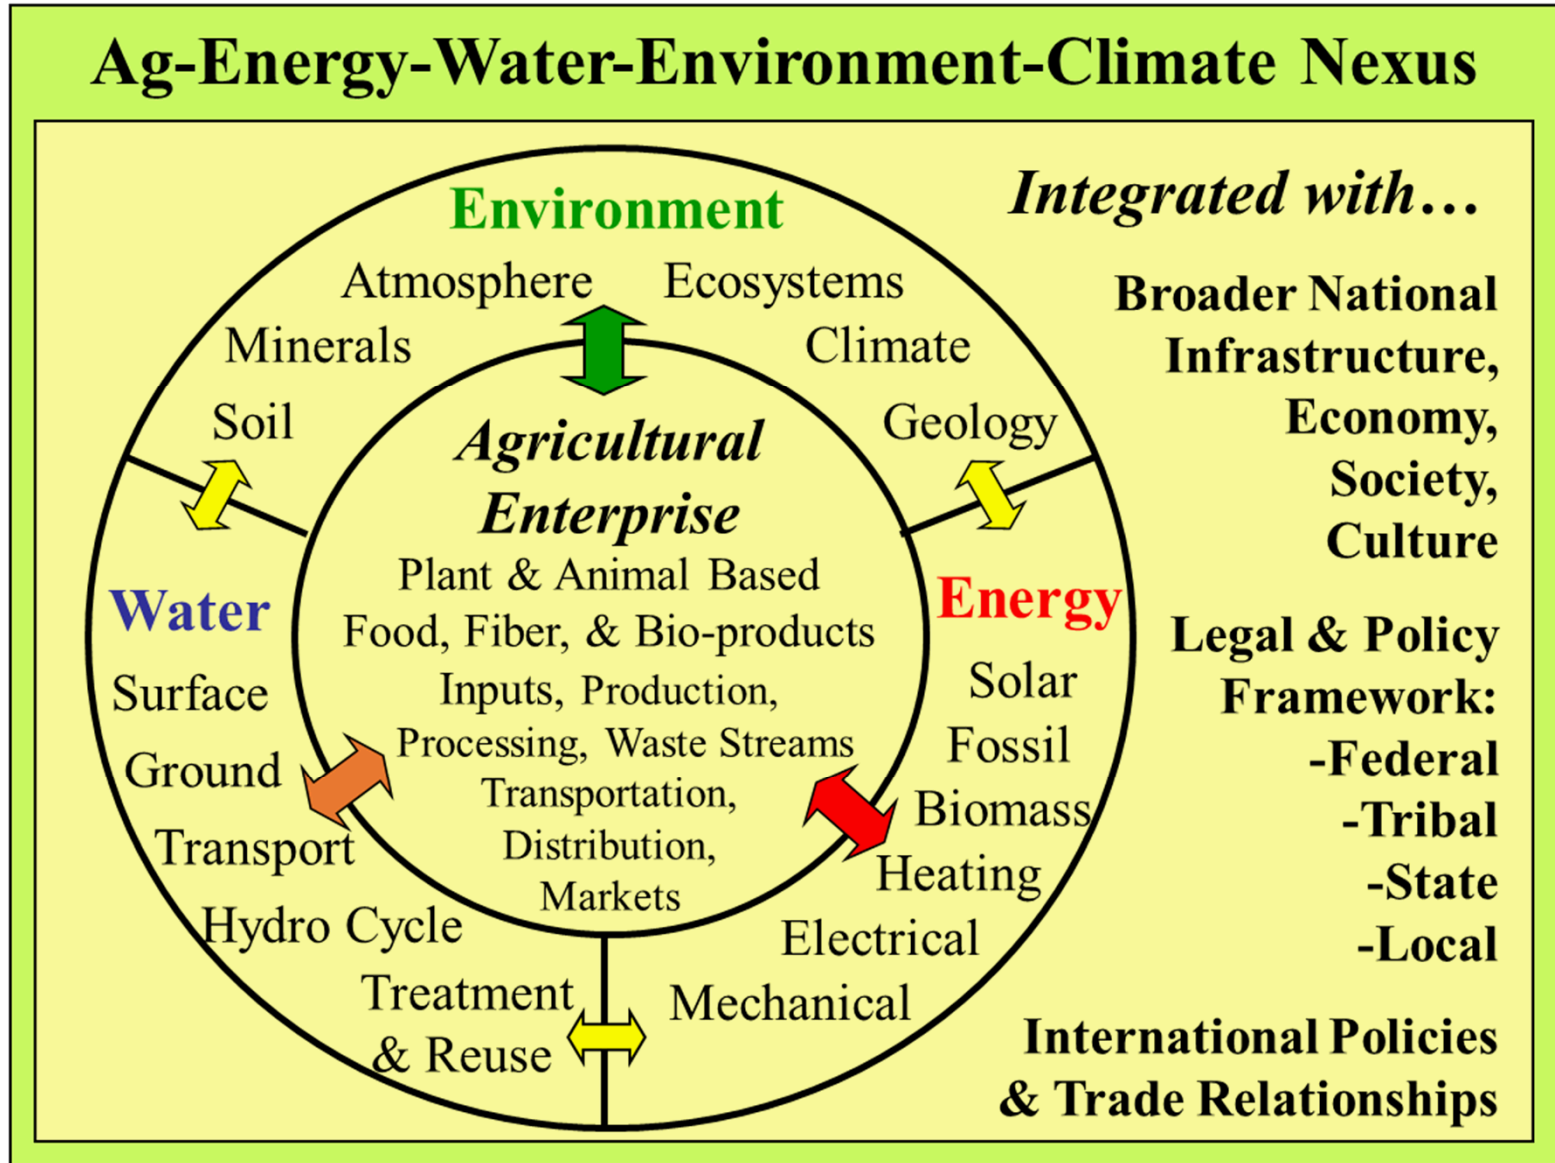 Ag-Energy-Water-Environment-Climate Nexus
Environment
Atmosphere
Ecosystems
Minerals
Climate
Soil
Geology
Agricultural
Enterprise
Plant & Animal Based
Food, Fiber, & Bio-products
Inputs, Production,
Processing, Waste Streams
Transportation,
Distribution,
Markets
Water
Surface
Ground
Transport
Hydro Cycle
Treatment
& Reuse
Energy
Solar
Fossil
Biomass
Heating
Electrical
Mechanical
Integrated with…
Broader National
Infrastructure,
Economy,
Society,
Culture
Legal & Policy
Framework:
-Federal
-Tribal
-State
-Local
International Policies
& Trade Relationships